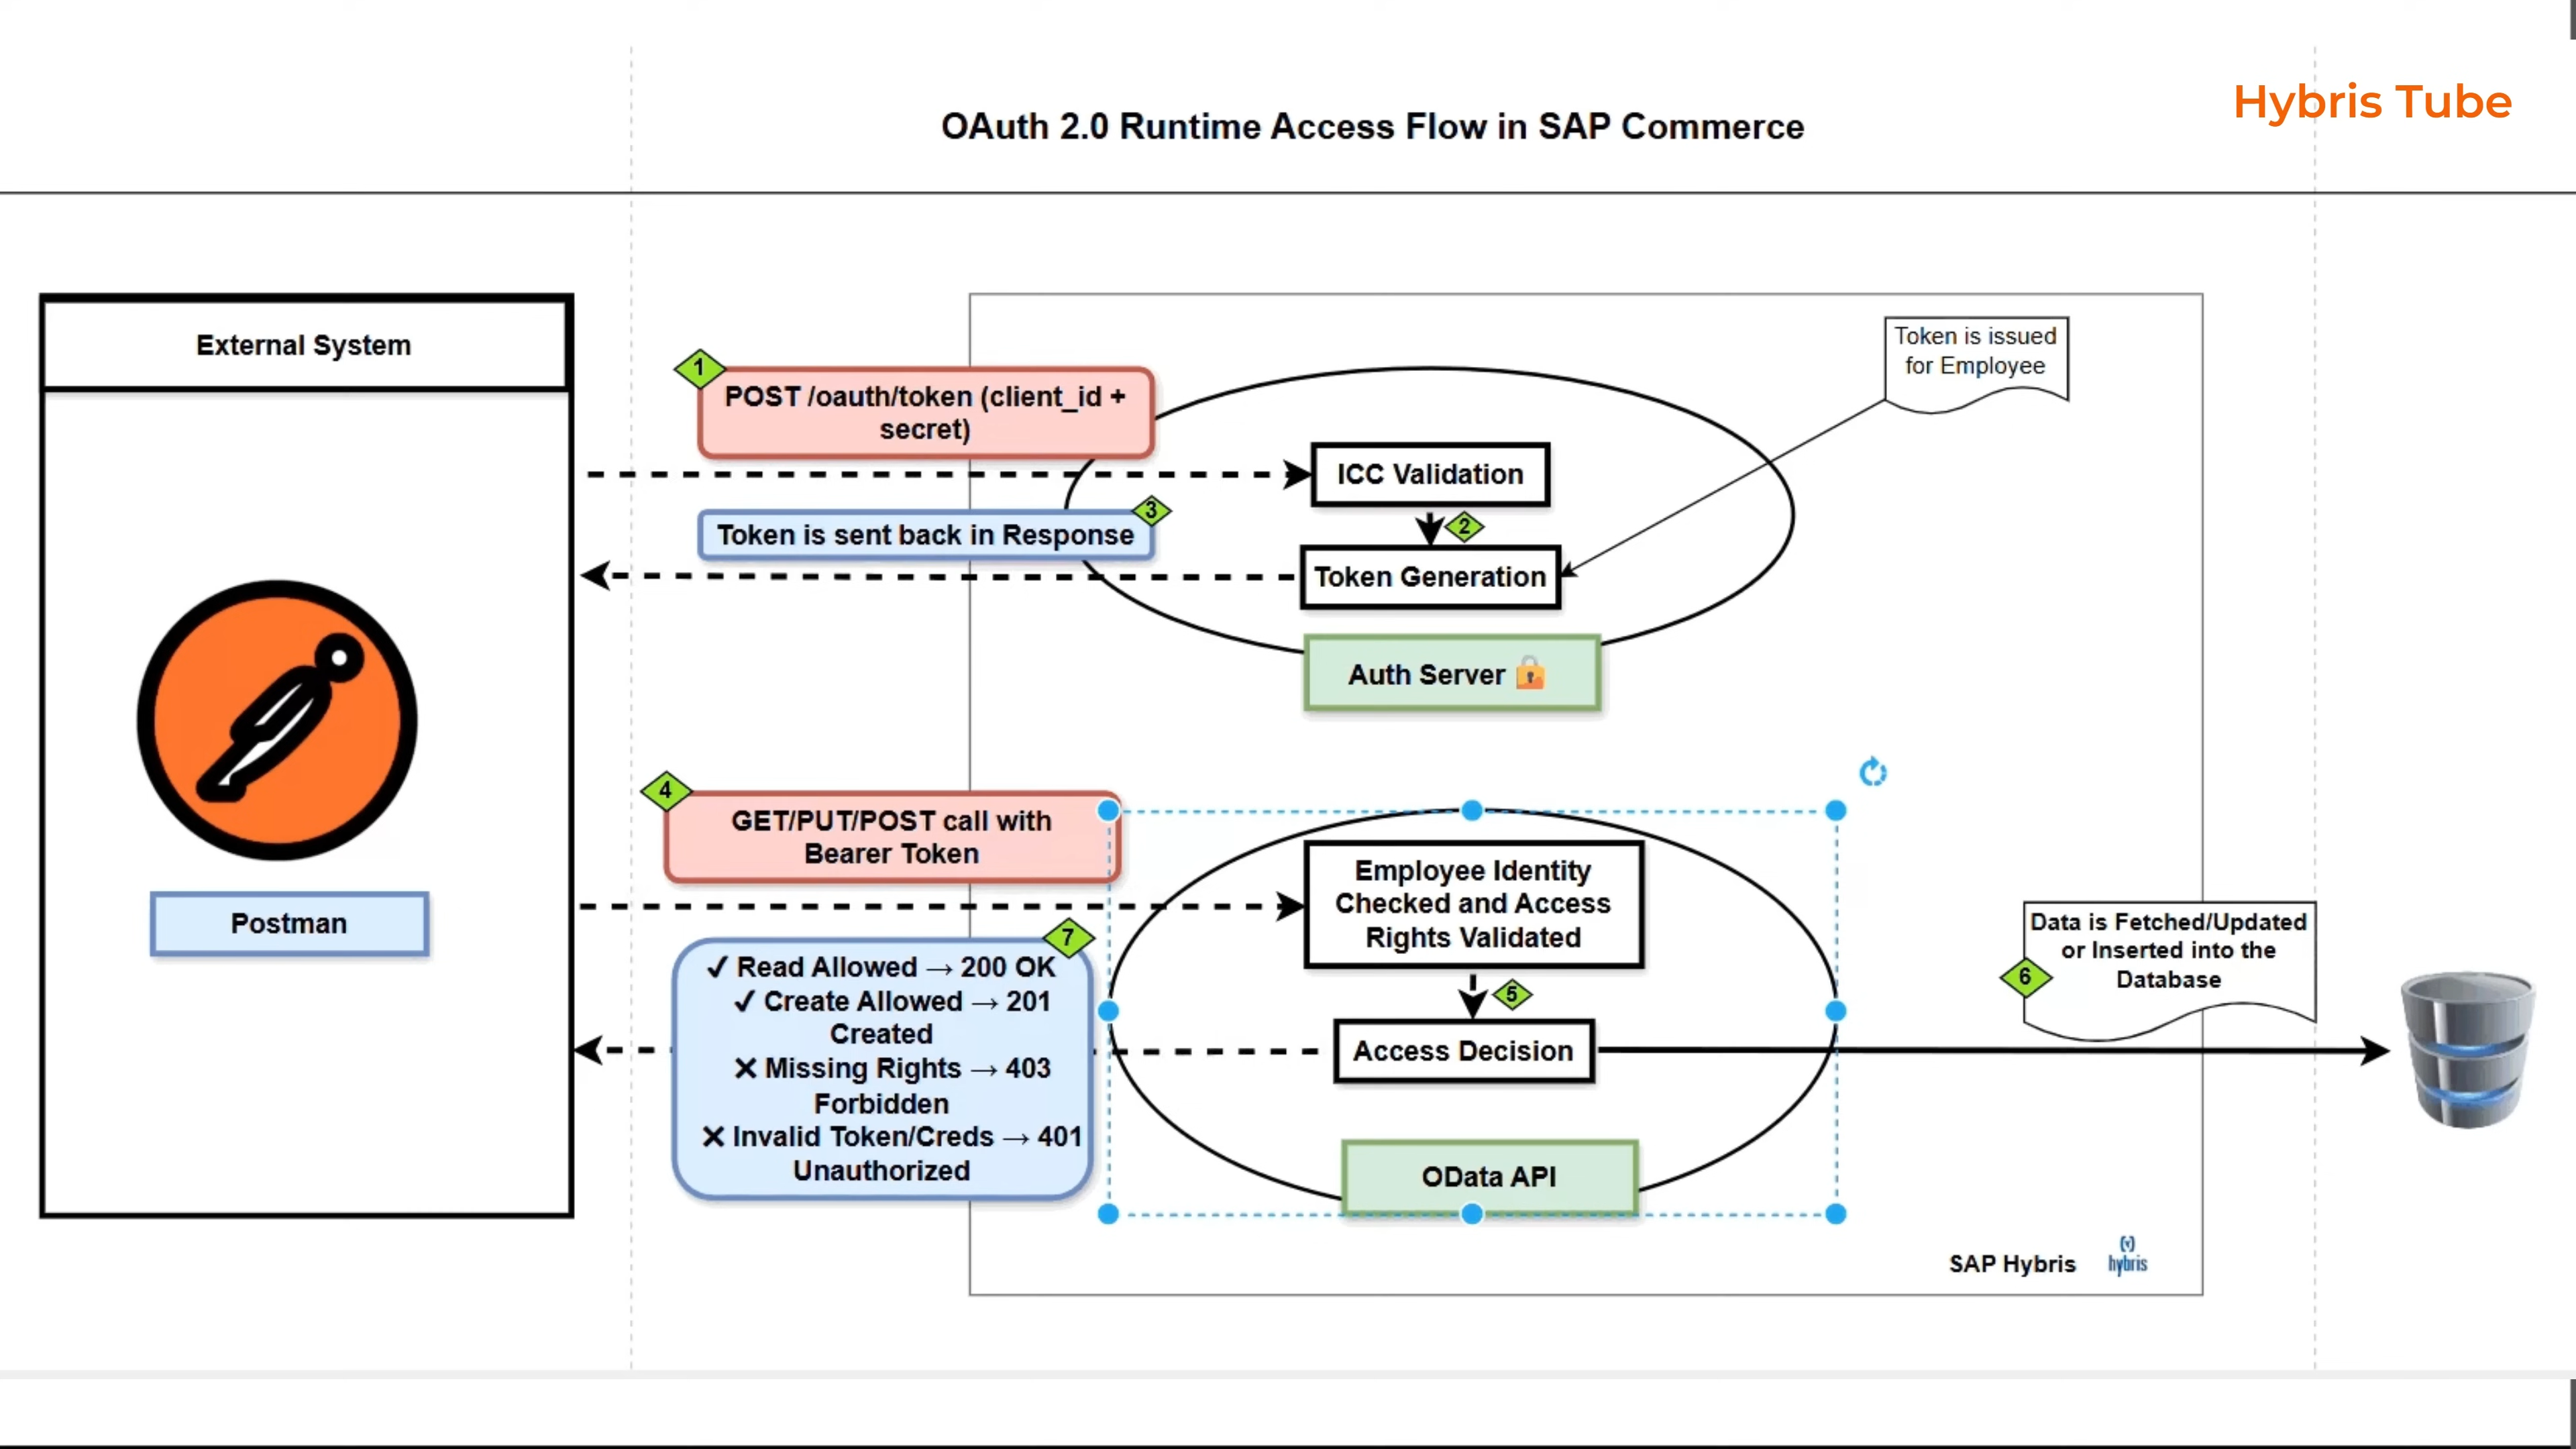 Hybris Tube
OAuth 2.0 Runtime Access Flow in SAP Commerce
External System
Token is issued
for Employee
1
POST /oauth/token (client_id +
secret)
ICC Validation
2
3
Token is sent back in Response
Token Generation
Auth Server
4
GET/PUT/POST call with
Bearer Token
Employee Identity
Checked and Access
Rights Validated
Postman
5
6
Data is Fetched/Updated
or Inserted into the
Database
7
✔ Read Allowed → 200 OK
✔ Create Allowed → 201
Created
❌ Missing Rights → 403
Forbidden
❌ Invalid Token/Creds → 401
Unauthorized
Access Decision
OData API
SAP Hybris
hybris